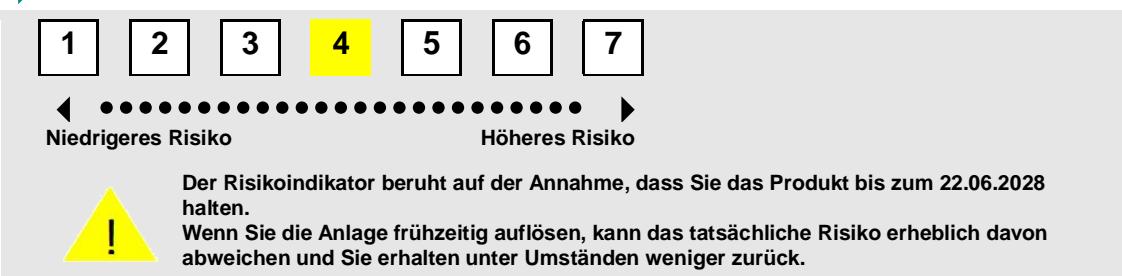 1 2 3 4 5 6 7
Niedrigeres Risiko Höheres Risiko
Der Risikoindikator beruht auf der Annahme, dass Sie das Produkt bis zum 22.06.2028
halten.
Wenn Sie die Anlage frühzeitig auflösen, kann das tatsächliche Risiko erheblich davon
abweichen und Sie erhalten unter Umständen weniger zurück.
!